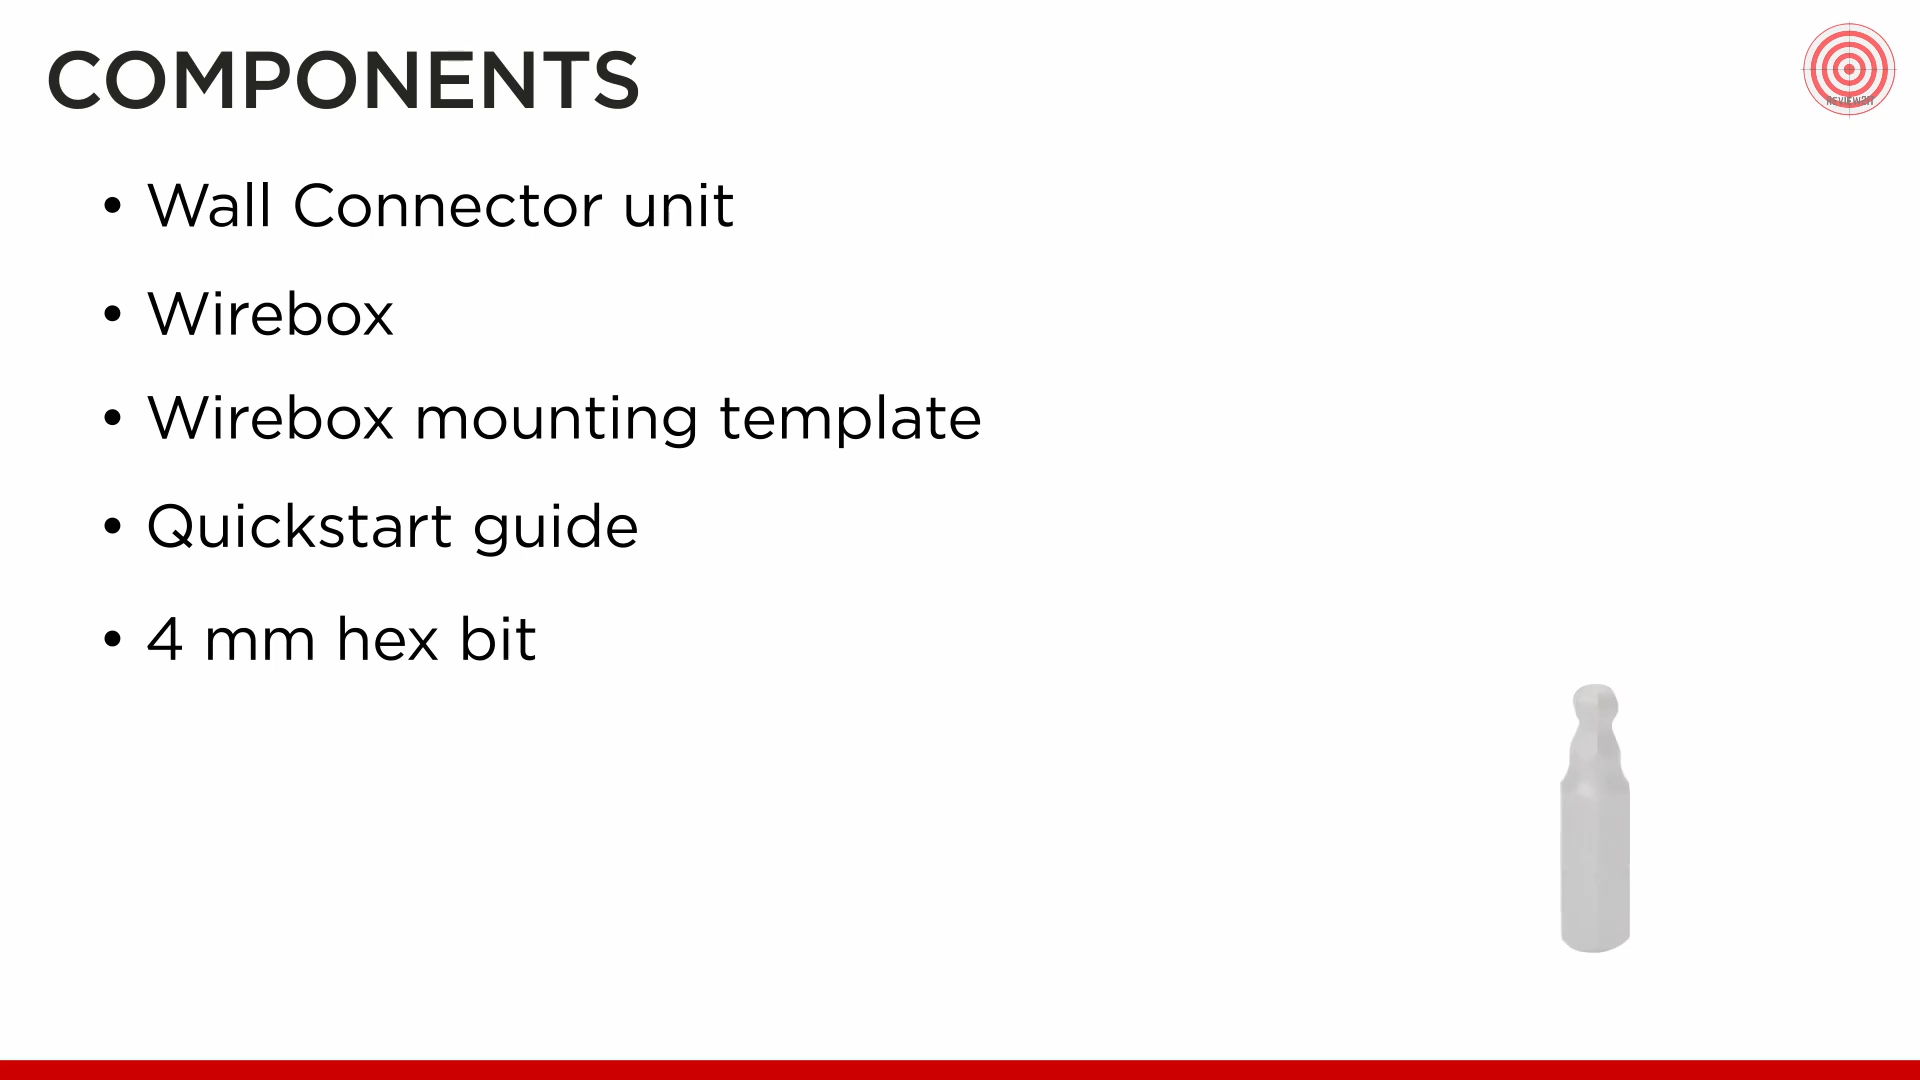 COMPONENTS
• Wall Connector unit
• Wirebox
• Wirebox mounting template
• Quickstart guide
• 4 mm hex bit